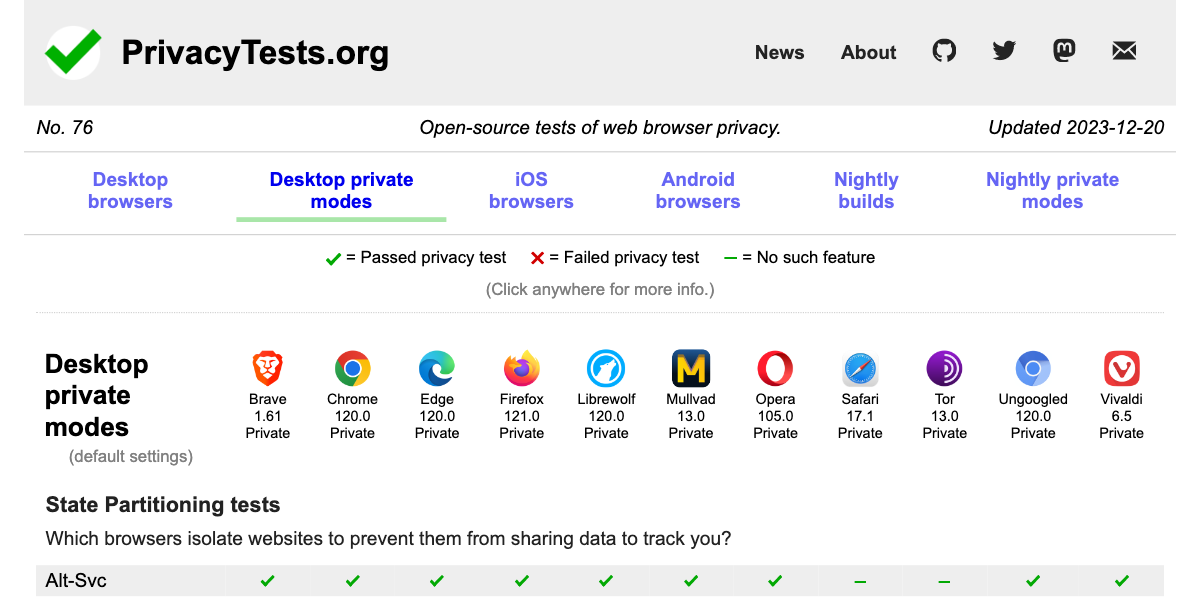 PrivacyTests.org
News About
No. 76 Open-source tests of web browser privacy. Updated 2023-12-20
Desktop browsers
Desktop private modes
iOS browsers
Android browsers
Nightly builds
Nightly private modes
= Passed privacy test = Failed privacy test = No such feature
(Click anywhere for more info.)
Desktop
private
modes
(default settings)
Brave
1.61
Private
Chrome
120.0
Private
Edge
120.0
Private
Firefox
121.0
Private
Librewolf
120.0
Private
Mullvad
13.0
Private
Opera
105.0
Private
Safari
17.1
Private
Tor
13.0
Private
Ungoogled
120.0
Private
Vivaldi
6.5
Private
State Partitioning tests
Which browsers isolate websites to prevent them from sharing data to track you?
Alt-Svc